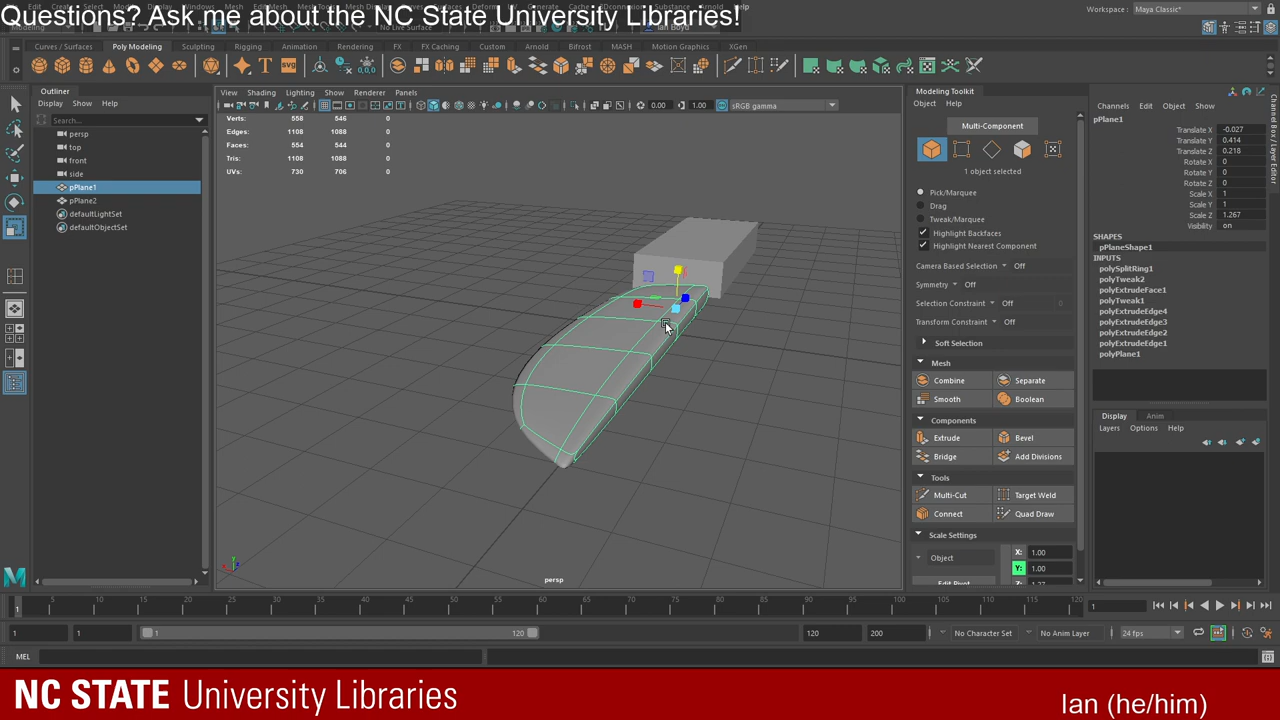 Questions? Ask me about the NC State University Libraries!
Workspace : Maya Classic*
Curves / Surfaces Poly Modeling Sculpting Rigging Animation Rendering FX FX Caching Custom Arnold Bifrost MASH Motion Graphics XGen
Outliner
Display Show Help
Search...
persp
top
front
side
pPlane1
pPlane2
defaultLightSet
defaultObjectSet
View Shading Lighting Show Renderer Panels
0.00 1.00 sRGB gamma
Verts: 558 546 0
Edges: 1108 1088 0
Faces: 554 544 0
Tris: 1108 1088 0
UVs: 730 706 0
persp
Modeling Toolkit
Object Help
Multi-Component
1 object selected
Pick/Marquee
Drag
Tweak/Marquee
Highlight Backfaces
Highlight Nearest Component
Camera Based Selection Off
Symmetry Off
Selection Constraint Off 0
Transform Constraint Off
Soft Selection
Mesh
Combine Separate
Smooth Boolean
Components
Extrude Bevel
Bridge Add Divisions
Tools
Multi-Cut Target Weld
Connect Quad Draw
Scale Settings
Object X: 1.00
Y: 1.00
Channels Edit Object Show
pPlane1
Translate X -0.027
Translate Y 0.414
Translate Z 0.218
Rotate X 0
Rotate Y 0
Rotate Z 0
Scale X 1
Scale Y 1
Scale Z 1.267
Visibility on
SHAPES
pPlaneShape1
INPUTS
polySplitRing1
polyTweak2
polyExtrudeFace1
polyTweak1
polyExtrudeEdge4
polyExtrudeEdge3
polyExtrudeEdge2
polyExtrudeEdge1
polyPlane1
Display Anim
Layers Options Help
Channel Box / Layer Editor
1 5 10 15 20 25 30 35 40 45 50 55 60 65 70 75 80 85 90 95 100 105 110 115 120
1
1 1 1 120 120 200 No Character Set No Anim Layer 24 fps
MEL
NC STATE University Libraries
Ian (he/him)